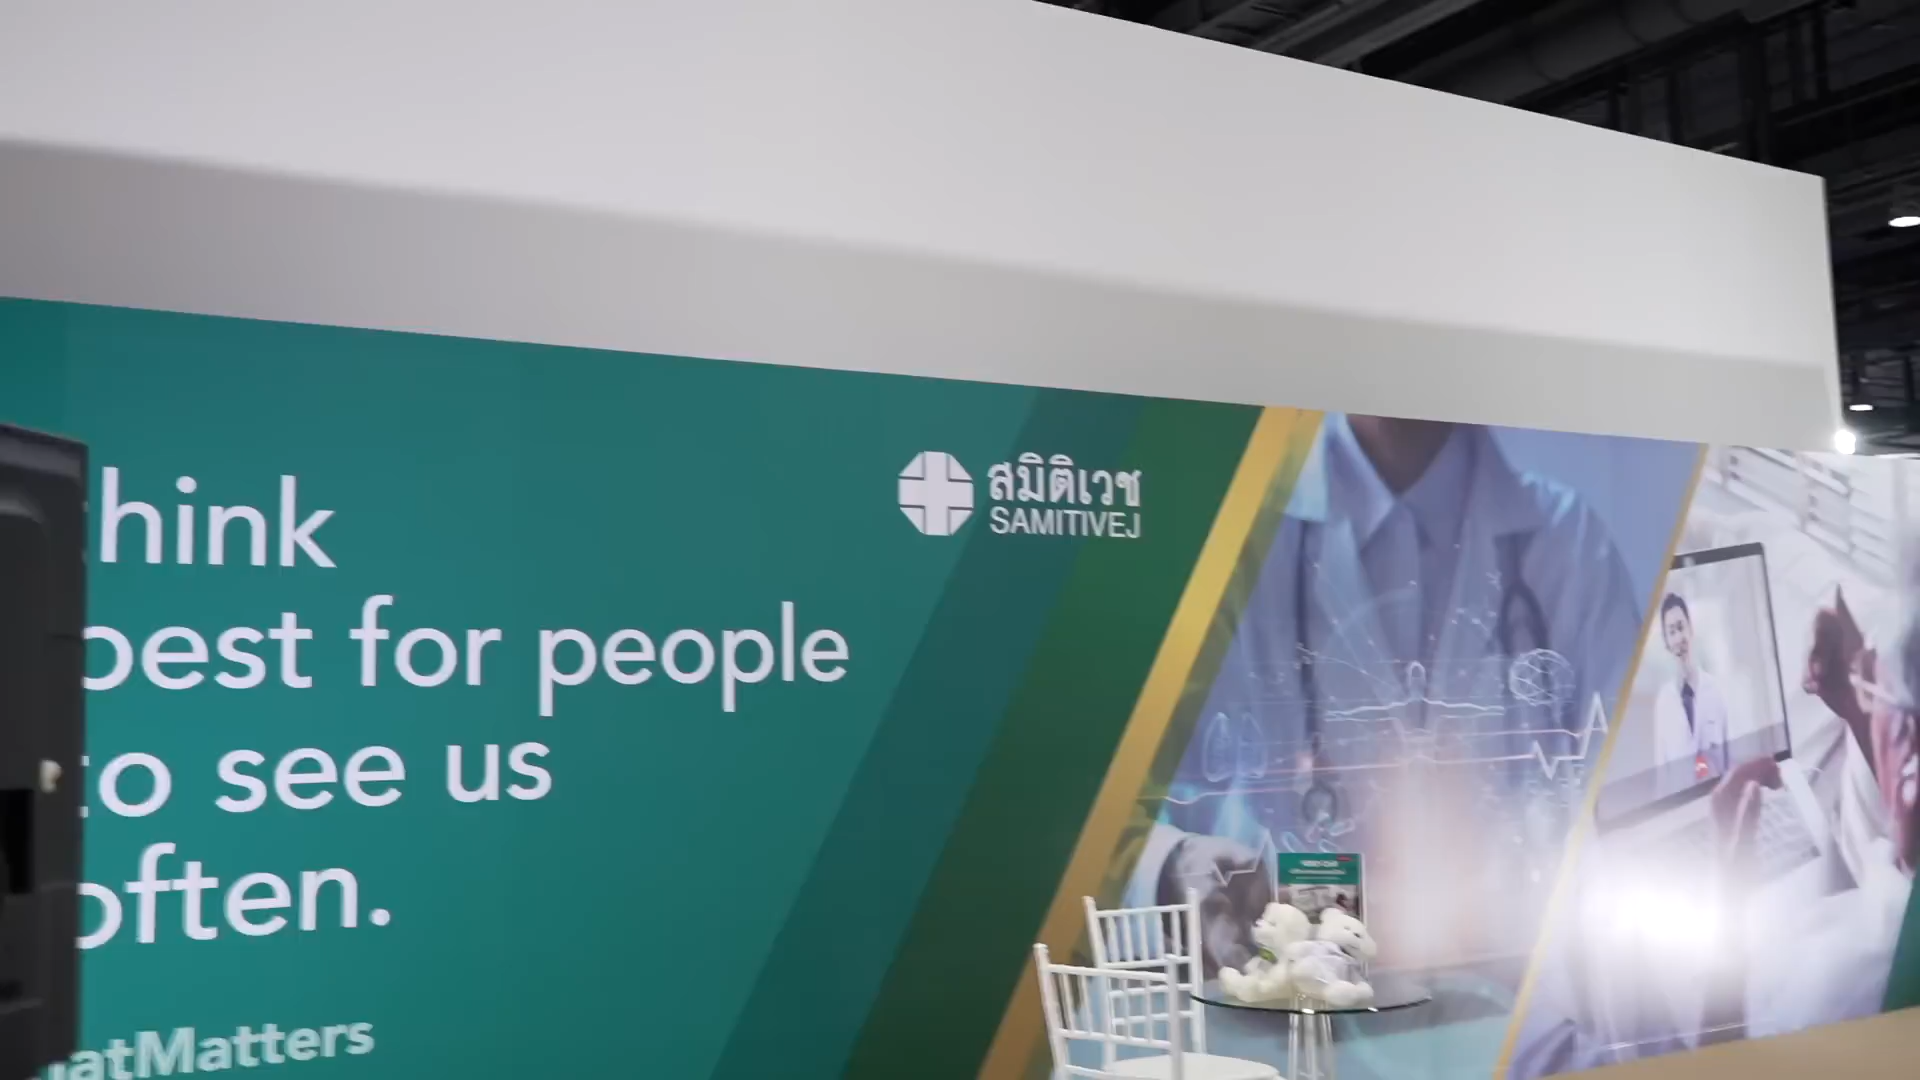 hink
best for people
to see us
often.
atMatters
สมิติเวช
SAMITIVEJ